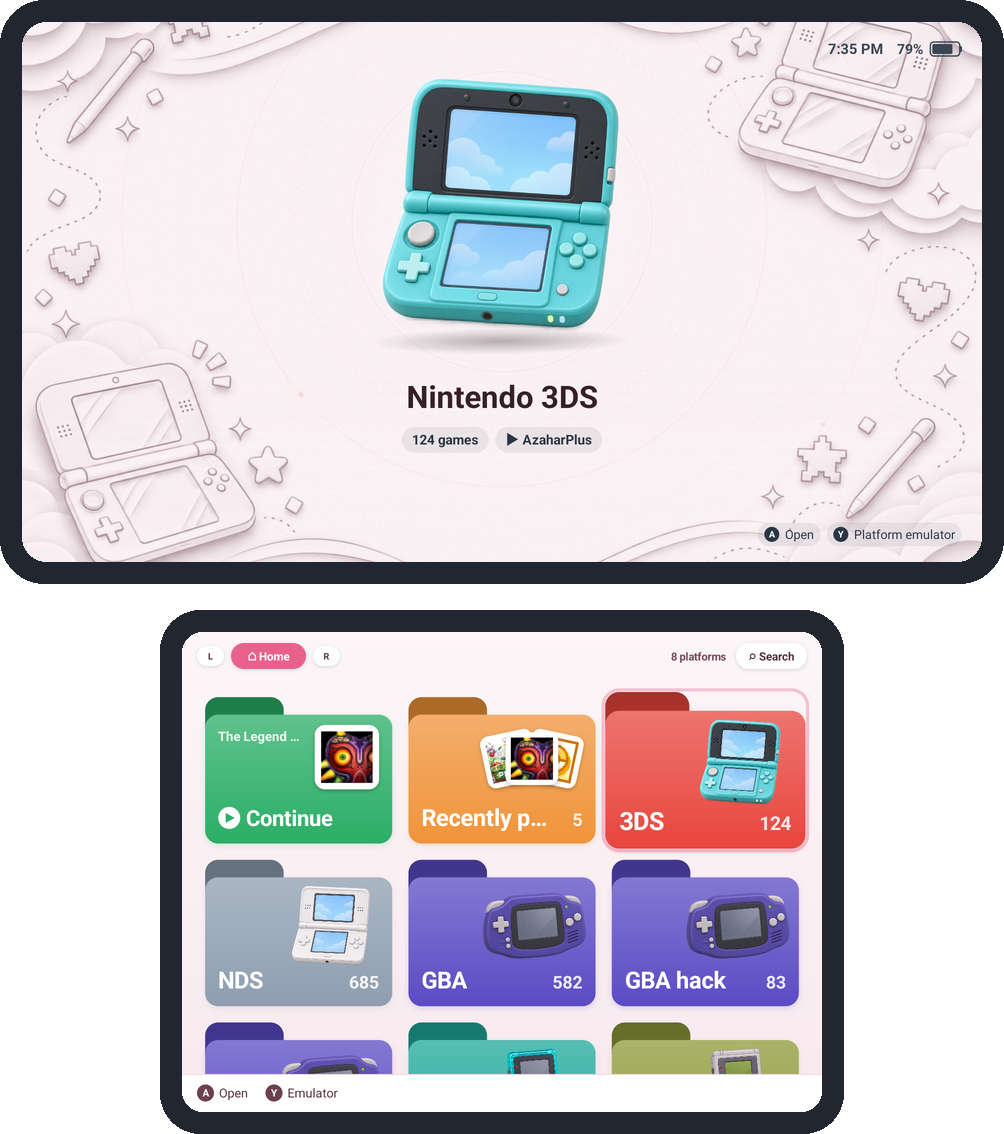 7:35 PM 79%
Nintendo 3DS
124 games AzaharPlus
A Open Y Platform emulator
L Home R 8 platforms Search
The Legend ...
Continue
Recently p... 5
3DS 124
NDS 685
GBA 582
GBA hack 83
A Open Y Emulator